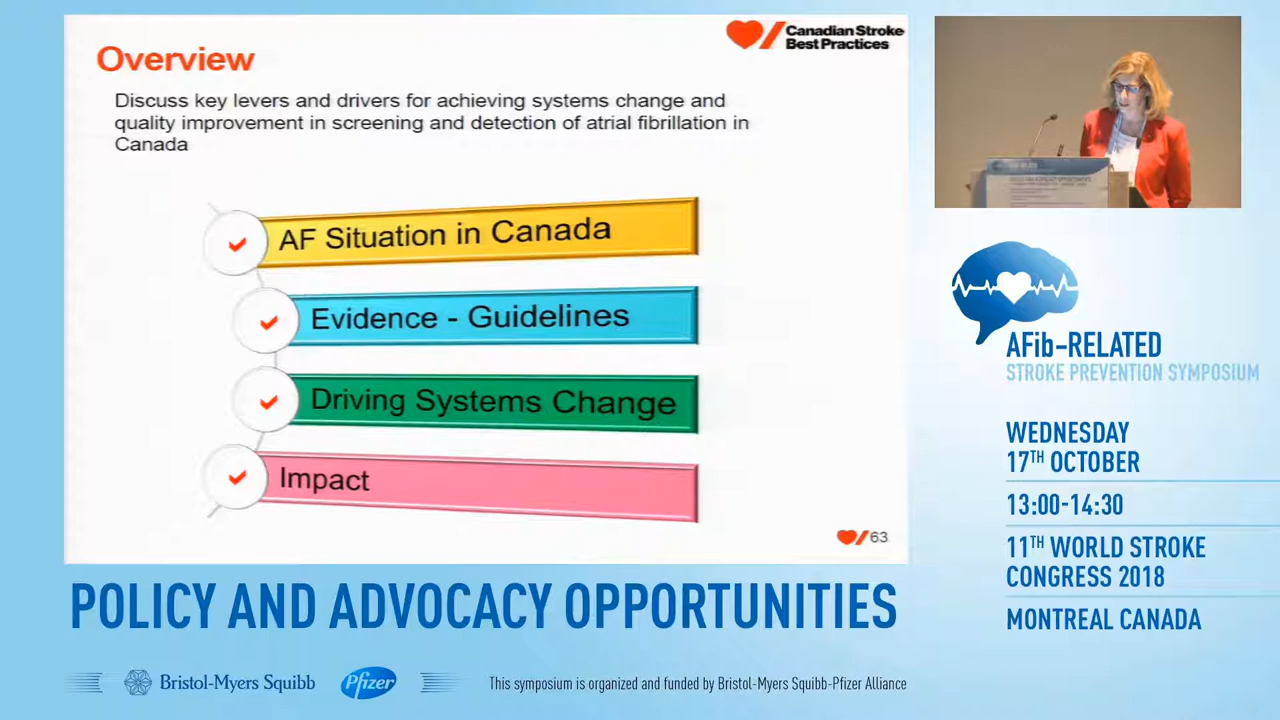 Overview
Canadian Stroke
Best Practices
Discuss key levers and drivers for achieving systems change and
quality improvement in screening and detection of atrial fibrillation in
Canada
AF Situation in Canada
Evidence - Guidelines
Driving Systems Change
Impact
63
AFib-RELATED
STROKE PREVENTION SYMPOSIUM
WEDNESDAY
17TH OCTOBER
13:00-14:30
11TH WORLD STROKE
CONGRESS 2018
MONTREAL CANADA
POLICY AND ADVOCACY OPPORTUNITIES
Bristol-Myers Squibb
Pfizer
This symposium is organized and funded by Bristol-Myers Squibb-Pfizer Alliance